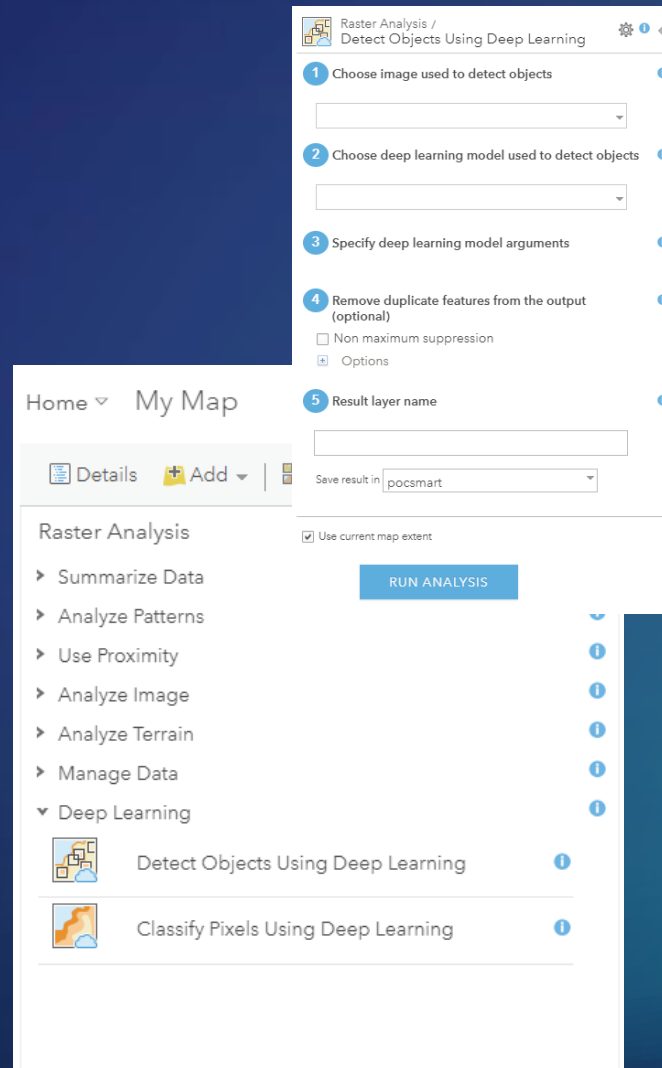 Raster Analysis /
Detect Objects Using Deep Learning
1 Choose image used to detect objects
2 Choose deep learning model used to detect objects
3 Specify deep learning model arguments
4 Remove duplicate features from the output
(optional)
Non maximum suppression
Options
5 Result layer name
Save result in pocsmart
Use current map extent
RUN ANALYSIS
Home My Map
Details Add
Raster Analysis
Summarize Data
Analyze Patterns
Use Proximity
Analyze Image
Analyze Terrain
Manage Data
Deep Learning
Detect Objects Using Deep Learning
Classify Pixels Using Deep Learning